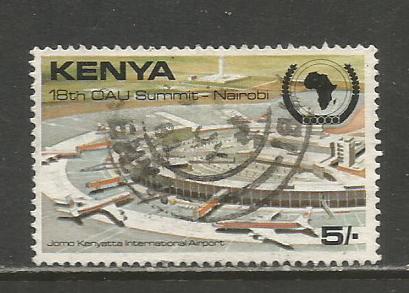 KENYA
18th OAU Summit-Nairobi
Jomo Kenyatta International Airport
5/-